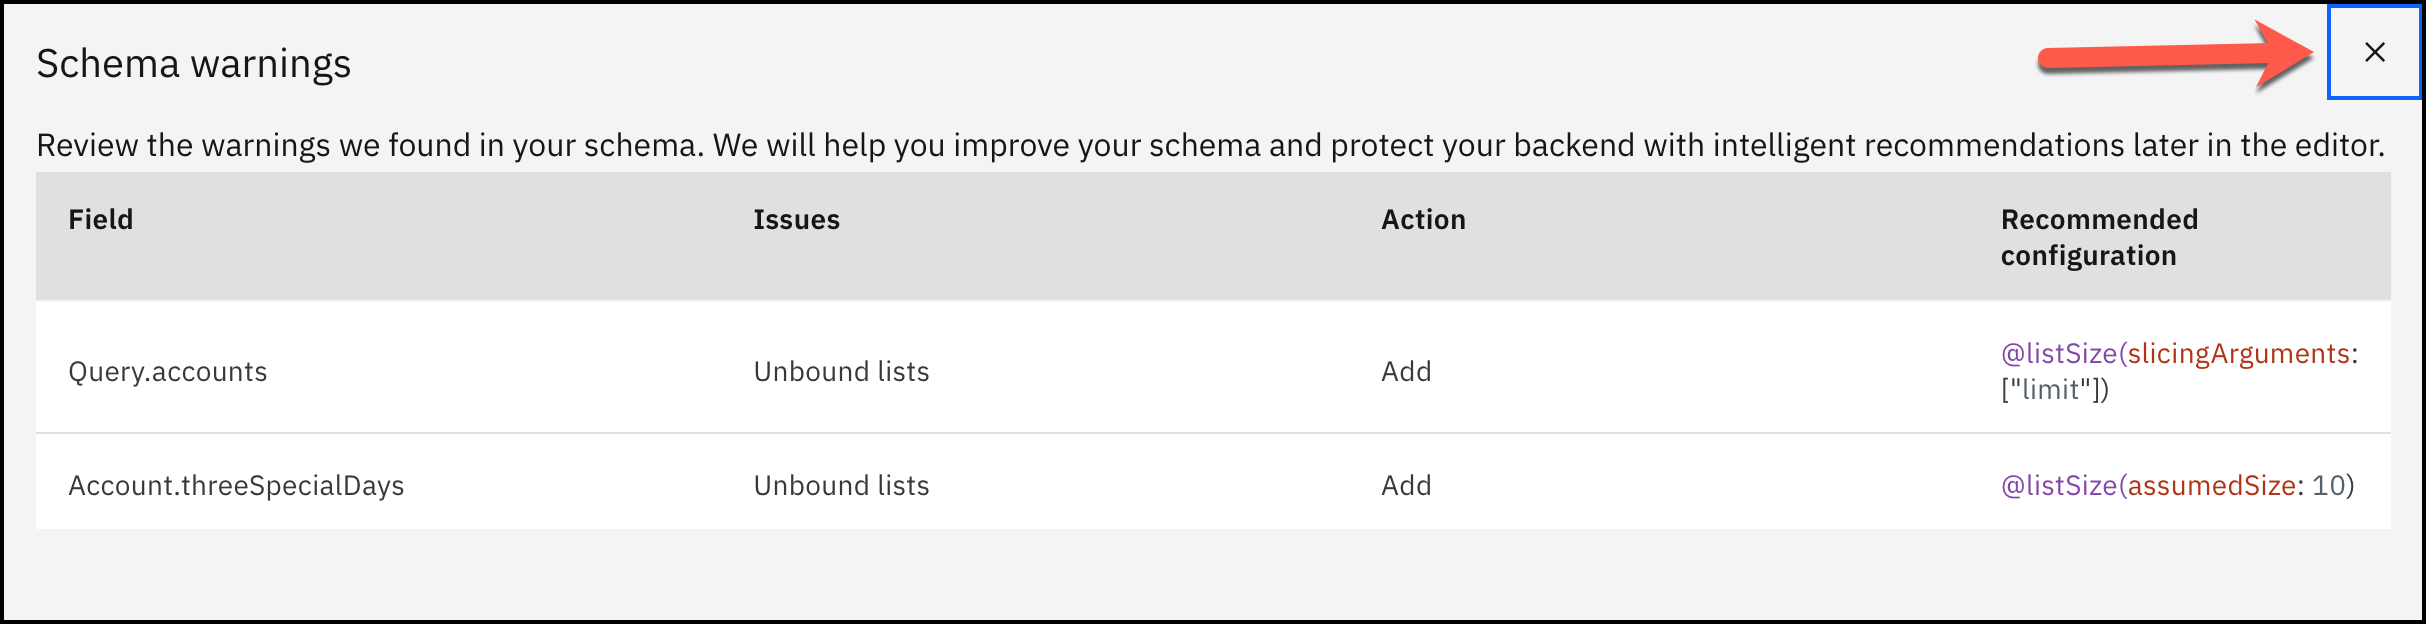 Schema warnings
Review the warnings we found in your schema. We will help you improve your schema and protect your backend with intelligent recommendations later in the editor.
Field Issues Action Recommended configuration
Query.accounts Unbound lists Add @listSize(slicingArguments: ["limit"])
Account.threeSpecialDays Unbound lists Add @listSize(assumedSize: 10)